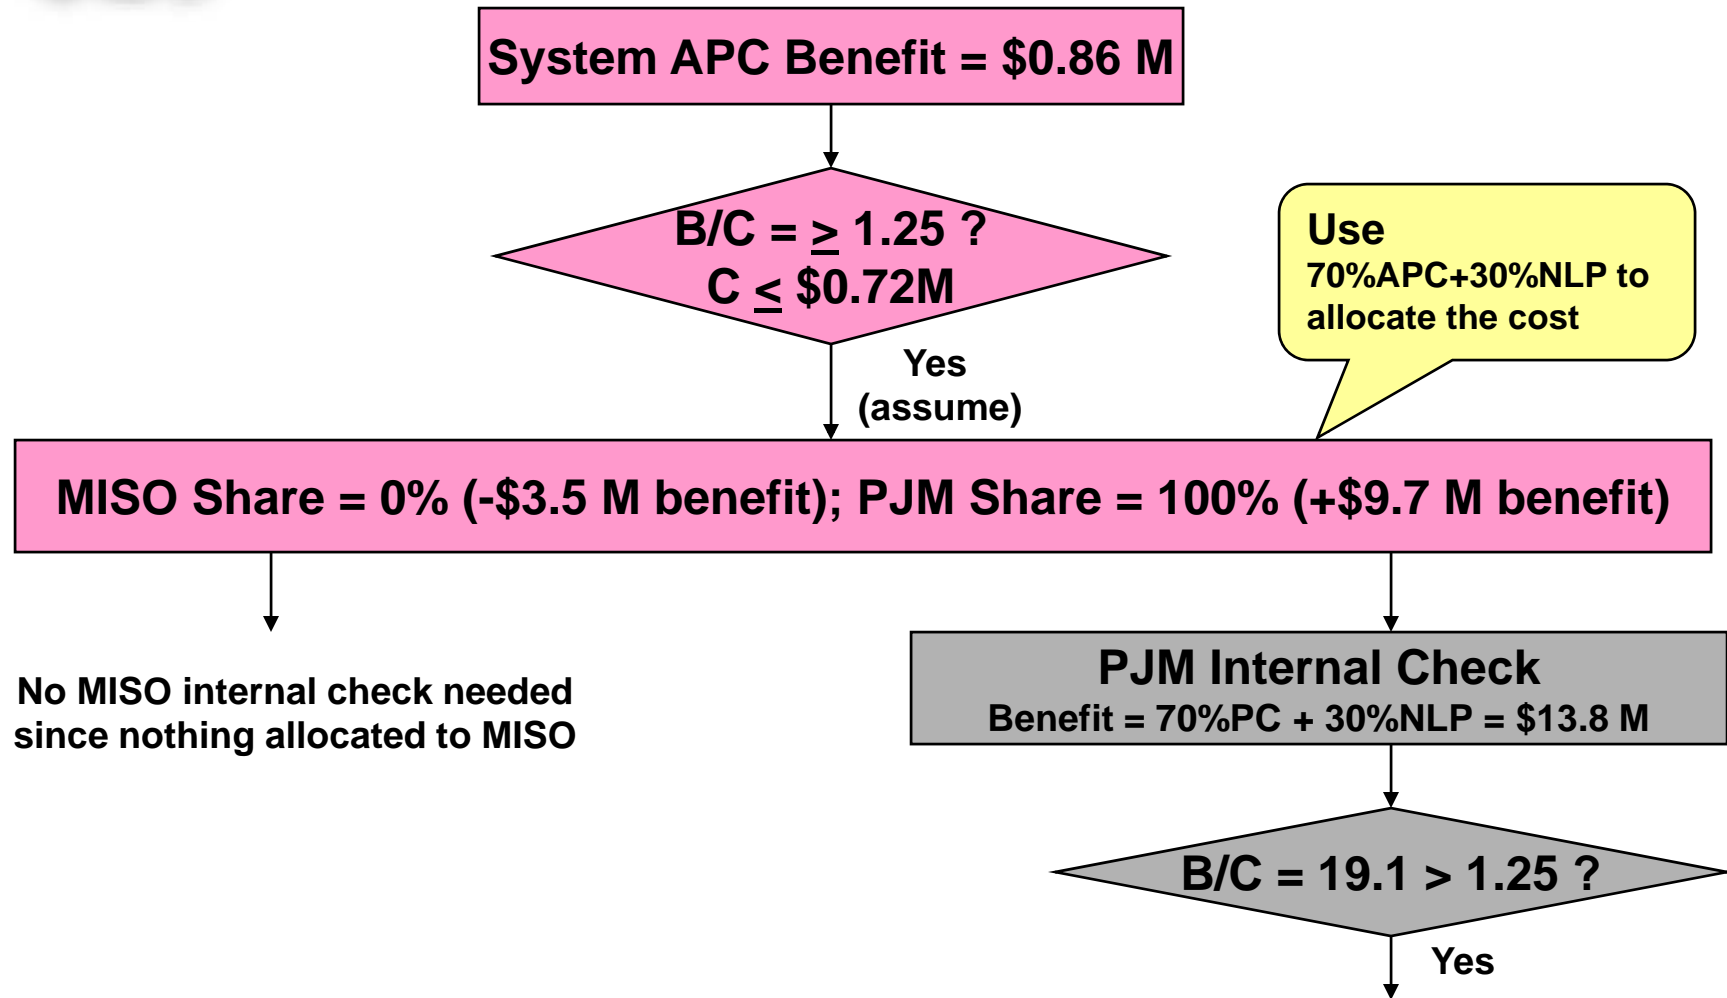 System APC Benefit = $0.86 M
B/C = ≥ 1.25 ?
C ≤ $0.72M
Use
70%APC+30%NLP to
allocate the cost
Yes
(assume)
MISO Share = 0% (-$3.5 M benefit); PJM Share = 100% (+$9.7 M benefit)
No MISO internal check needed
since nothing allocated to MISO
PJM Internal Check
Benefit = 70%PC + 30%NLP = $13.8 M
B/C = 19.1 > 1.25 ?
Yes